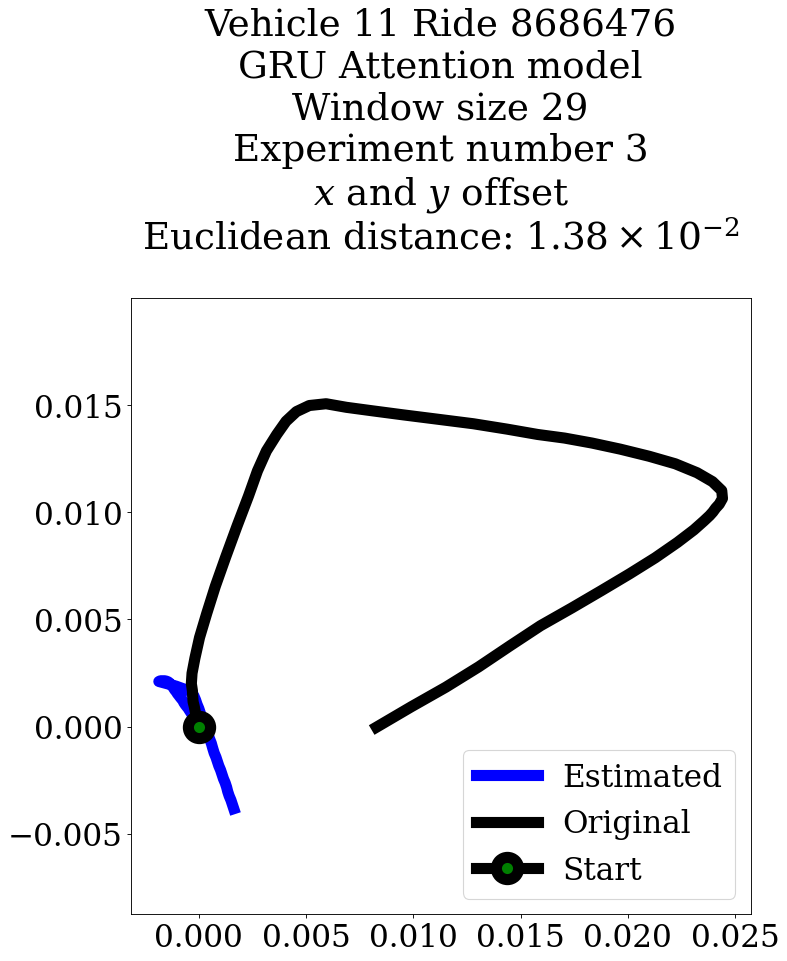 Vehicle 11 Ride 8686476
GRU Attention model
Window size 29
Experiment number 3
x and y offset
Euclidean distance: 1.38 × 10⁻²
0.015
0.010
0.005
0.000
−0.005
Estimated
Original
Start
0.000 0.005 0.010 0.015 0.020 0.025